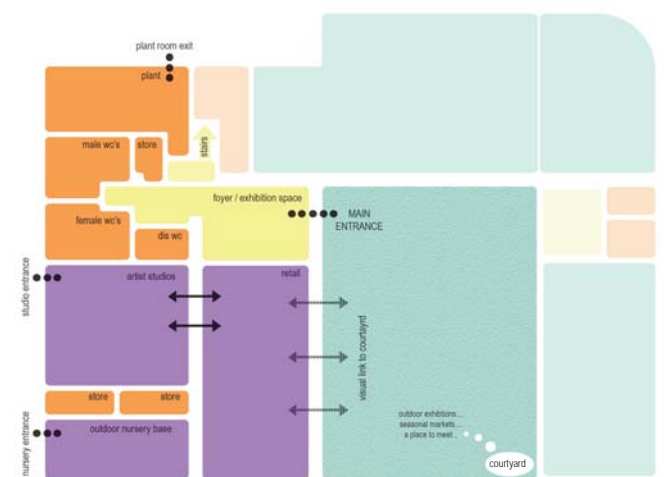 plant room exit
plant
male wc's
store
stairs
foyer / exhibition space
MAIN
ENTRANCE
female wc's
dis wc
studio entrance
artist studios
retail
visual link to courtayrd
store
store
outdoor exhibitions...
seasonal markets...
a place to meet...
nursery entrance
outdoor nursery base
courtyard